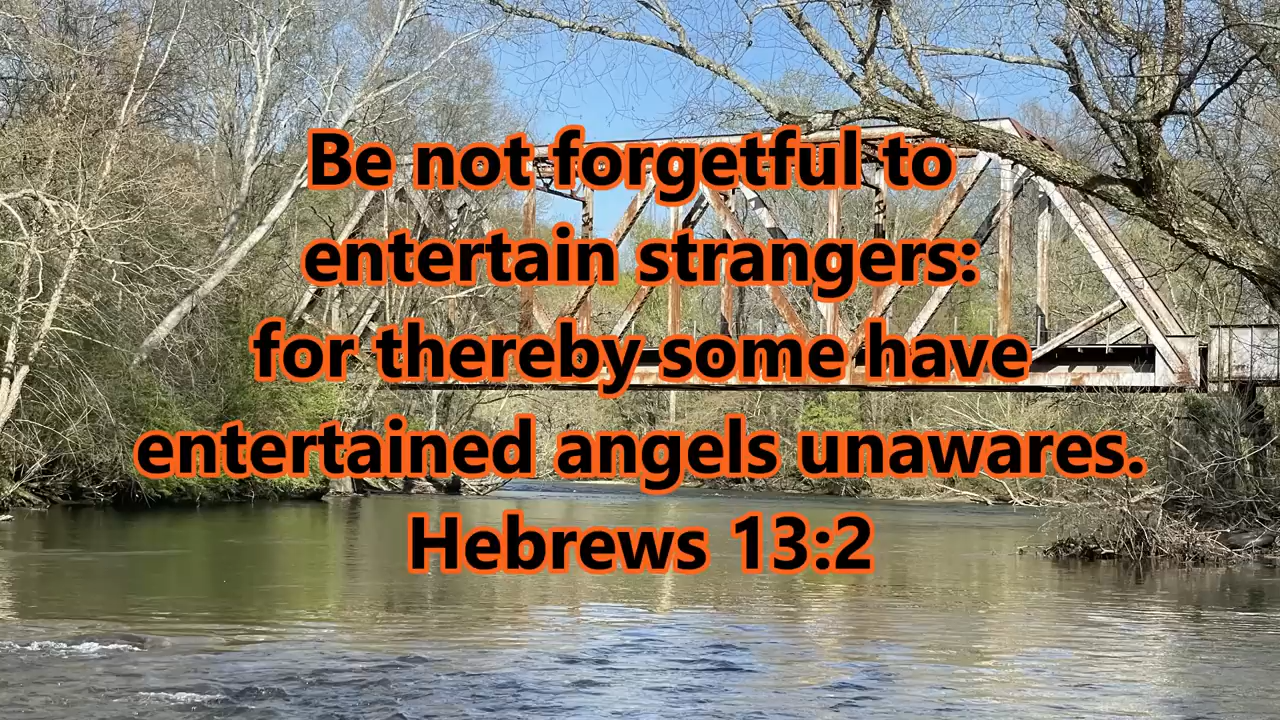 Be not forgetful to
entertain strangers:
for thereby some have
entertained angels unawares.
Hebrews 13:2